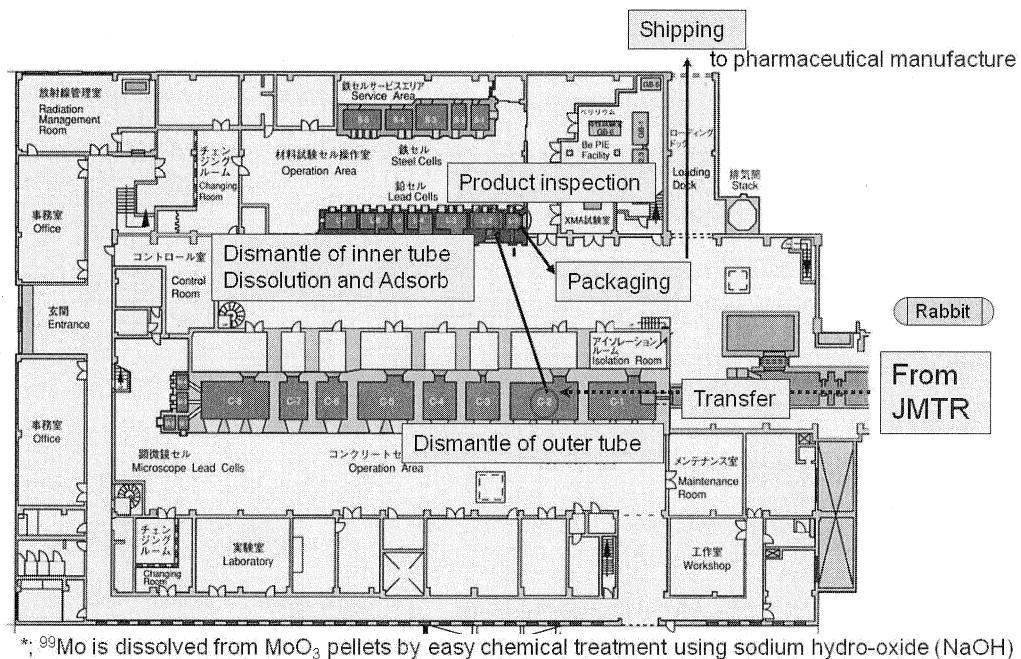 Shipping
to pharmaceutical manufacture
放射線管理室
Radiation
Management
Room
鉄セルサービスエリア
Service Area
チェン
ジング
ルーム
Changing
Room
材料試験セル操作室
Operation Area
鉄セル
Steel Cells
鉛セル
Lead Cells
ベリリウム
Be PIE
Facility
ローディング
ドック
Loading
Dock
排気筒
Stack
Product inspection
XMA試験室
事務室
Office
コントロール室
Control
Room
Dismantle of inner tube
Dissolution and Adsorb
Packaging
玄関
Entrance
Rabbit
アイソレーション
ルーム
Isolation Room
C-7
C-4
C-1
Transfer
From
JMTR
事務室
Office
Dismantle of outer tube
顕微鏡セル
Microscope Lead Cells
コンクリートセ
Operation Area
メンテナンス室
Maintenance
Room
チェン
ジング
ルーム
Changing
Room
実験室
Laboratory
工作室
Workshop
*; ⁹⁹Mo is dissolved from MoO₃ pellets by easy chemical treatment using sodium hydro-oxide (NaOH)